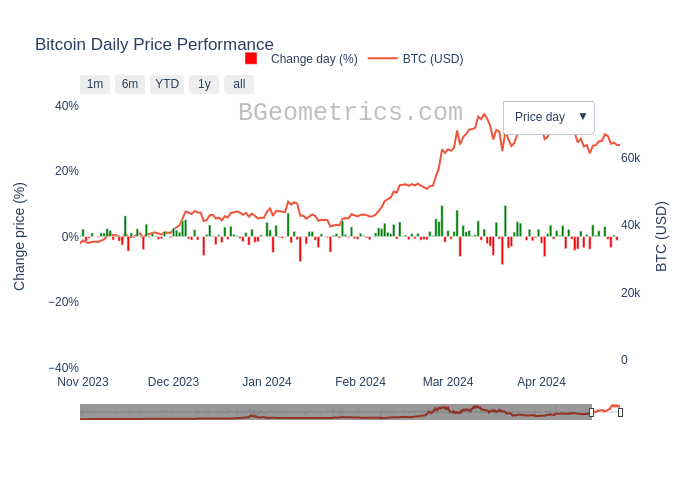 Bitcoin Daily Price Performance
Change day (%)
BTC (USD)
1m
6m
YTD
1y
all
BGeometrics.com
Price day
▼
40%
20%
0%
−20%
−40%
Change price (%)
60k
40k
20k
0
BTC (USD)
Nov 2023
Dec 2023
Jan 2024
Feb 2024
Mar 2024
Apr 2024